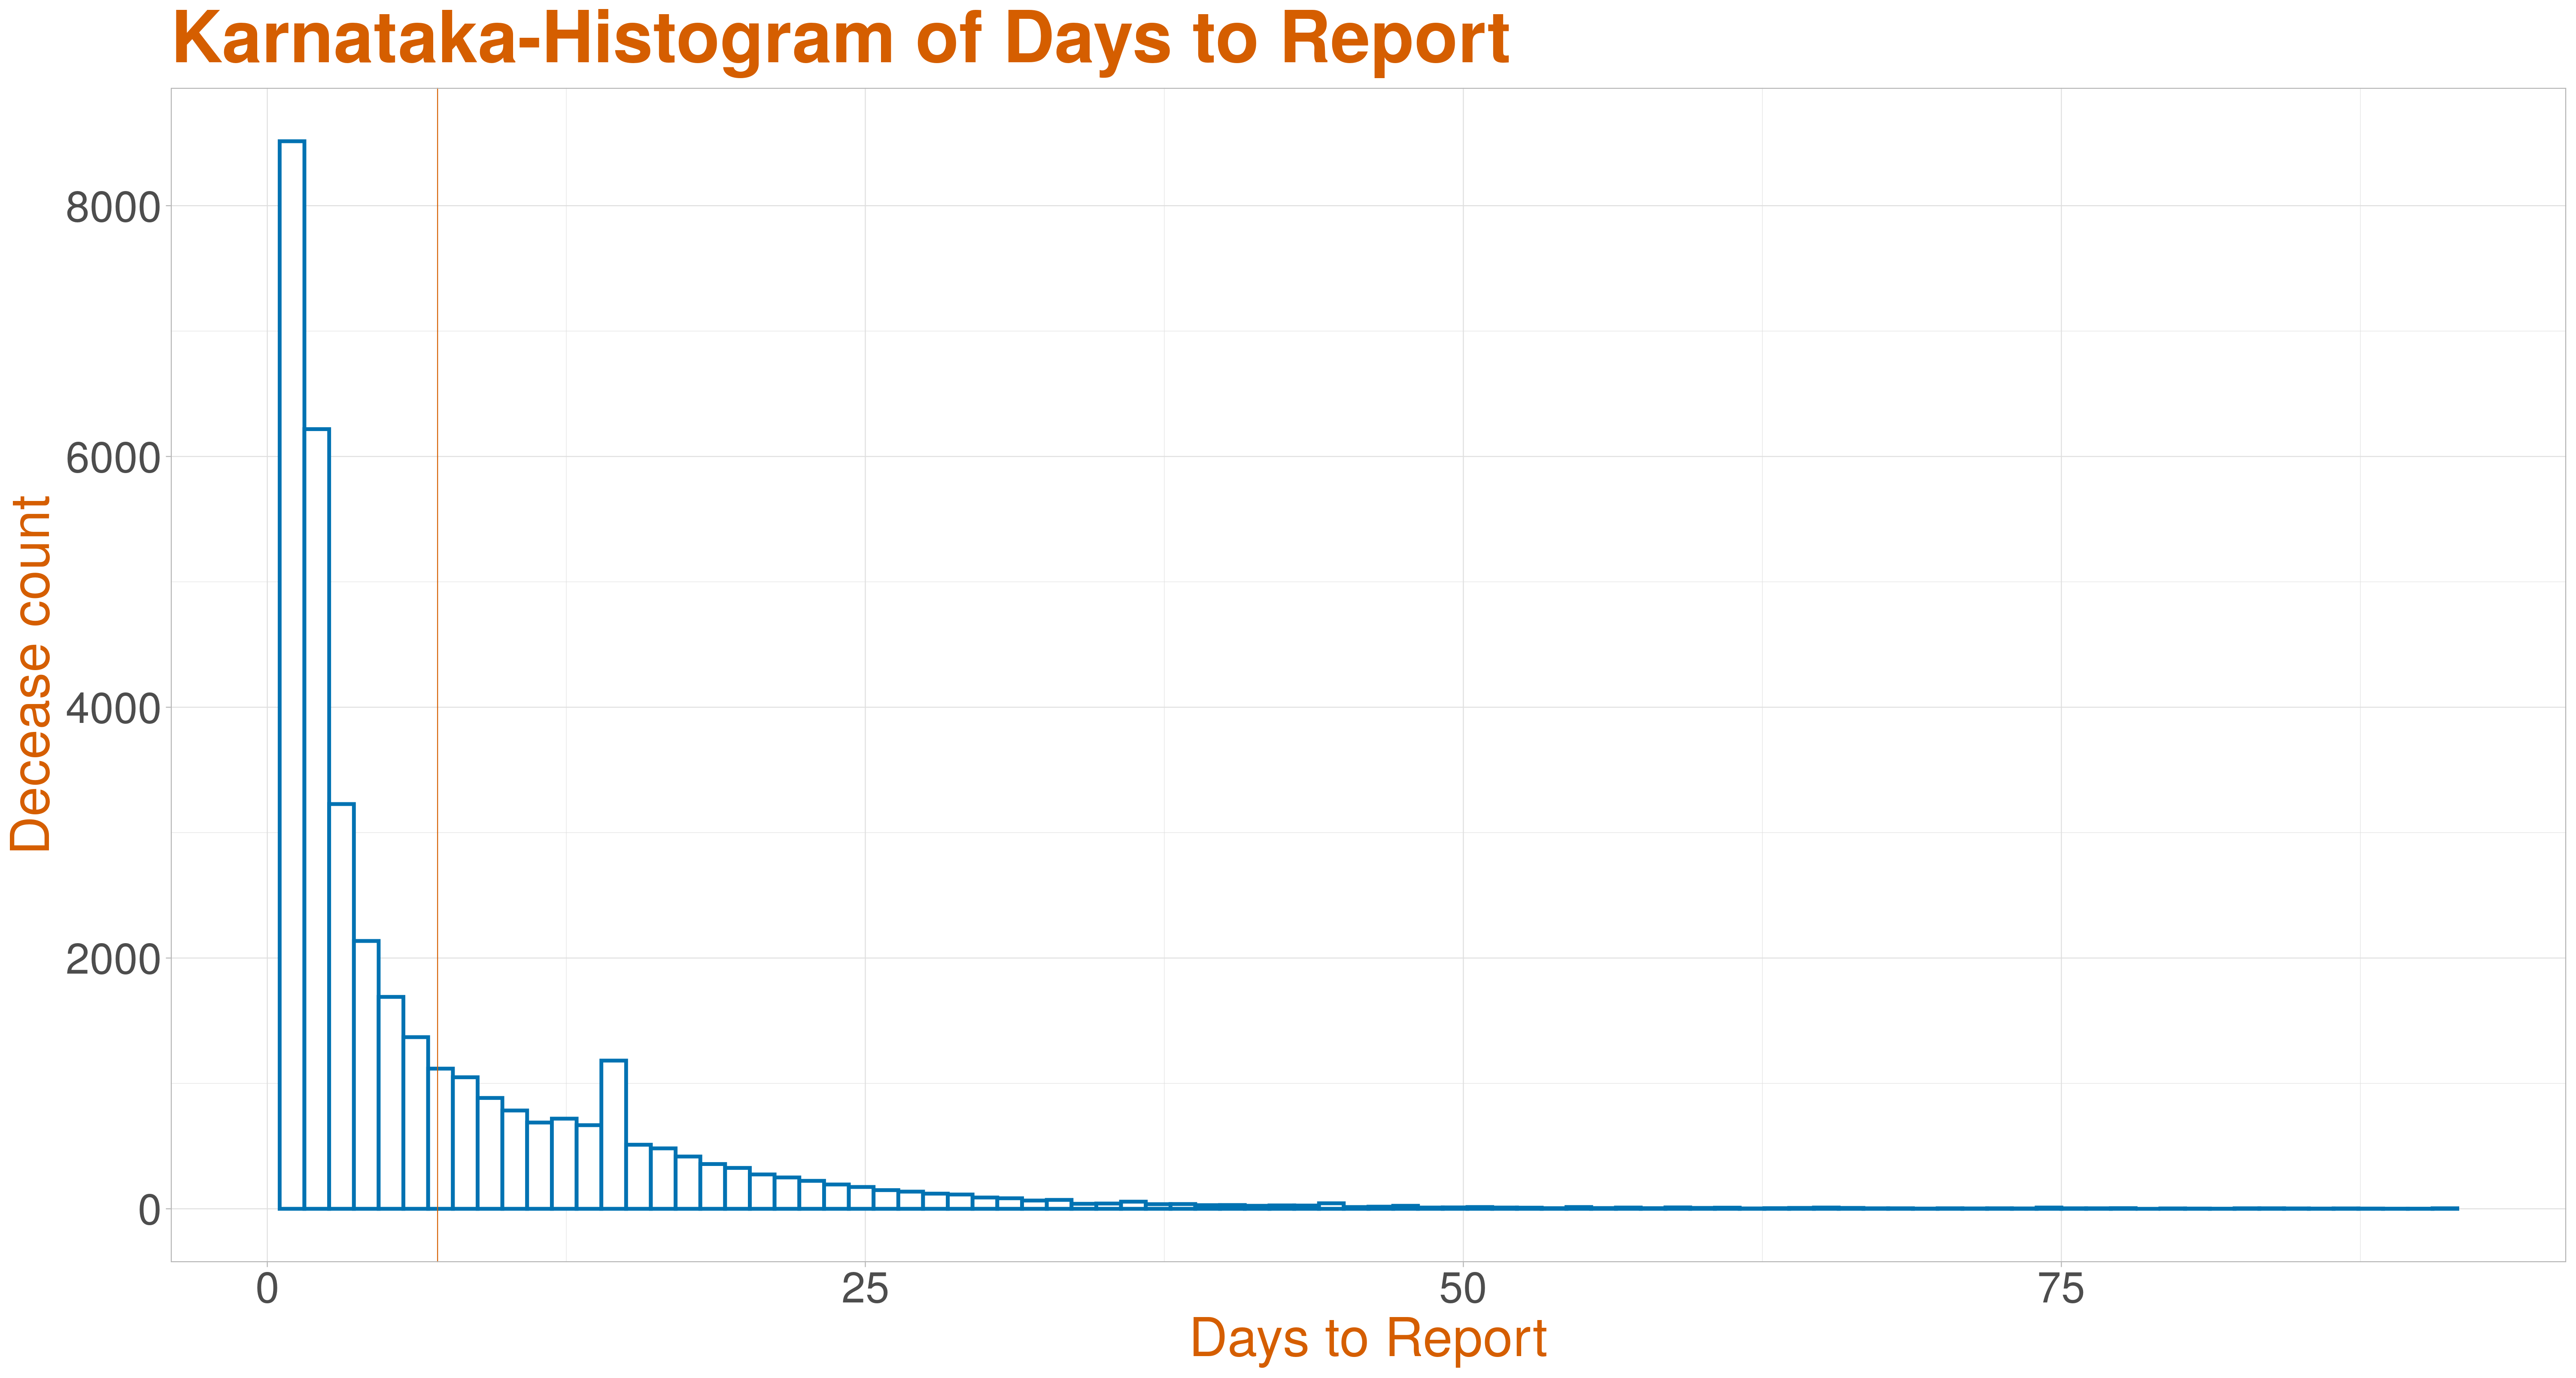 Karnataka-Histogram of Days to Report
Decease count
8000
6000
4000
2000
0
0 25 50 75
Days to Report